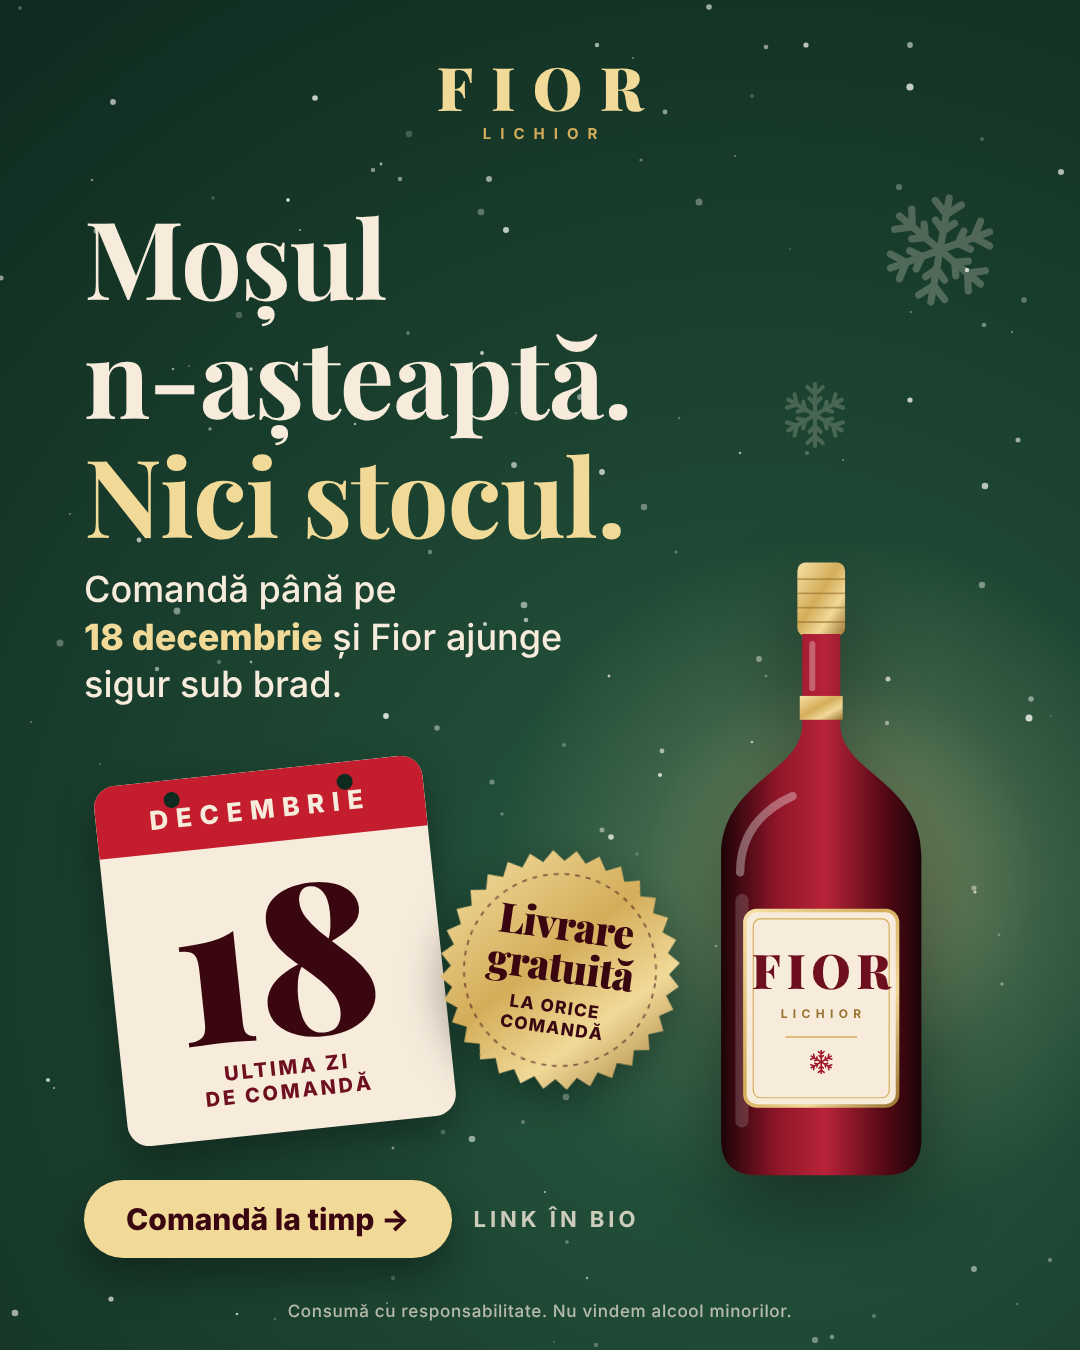 FIOR
LICHIOR
Moșul
n-așteaptă.
Nici stocul.
Comandă până pe
18 decembrie și Fior ajunge
sigur sub brad.
DECEMBRIE
18
ULTIMA ZI
DE COMANDĂ
Livrare
gratuită
LA ORICE
COMANDĂ
FIOR
LICHIOR
Comandă la timp →
LINK ÎN BIO
Consumă cu responsabilitate. Nu vindem alcool minorilor.